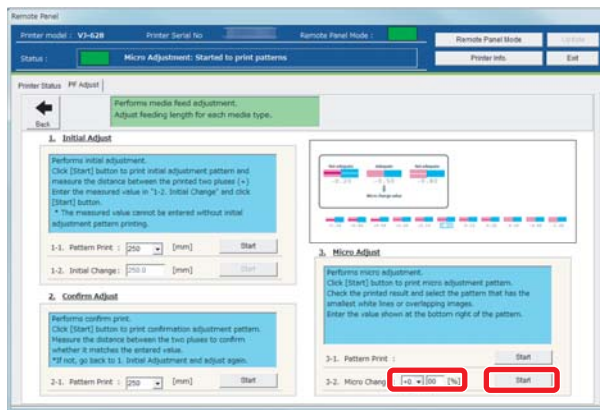 Remote Panel
Printer model : VJ-628 Printer Serial No Remote Panel Mode :
Remote Panel Mode
Status : Micro Adjustment: Started to print patterns
Printer Info. Exit
Printer Status PF Adjust
Back
Performs media feed adjustment.
Adjust feeding length for each media type.
1. Initial Adjust
Performs initial adjustment.
Click [Start] button to print initial adjustment pattern and
measure the distance between the printed two pluses (+)
Enter the measured value in "1-2. Initial Change" and click
[Start] button.
* The measured value cannot be entered without initial
adjustment pattern printing.
1-1. Pattern Print : 250 [mm] Start
1-2. Initial Change: 250.0 [mm] Start
2. Confirm Adjust
Performs confirm print.
Click [Start] button to print confirmation adjustment pattern.
Measure the distance between the two pluses to confirm
whether it matches the entered value.
*If not, go back to 1. Initial Adjustment and adjust again.
2-1. Pattern Print : 250 [mm] Start
Not adequate Adequate Not adequate
Micro change value
3. Micro Adjust
Performs micro adjustment.
Click [Start] button to print micro adjustment pattern.
Check the printed result and select the pattern that has the
smallest white lines or overlapping images.
Enter the value shown at the bottom right of the pattern.
3-1. Pattern Print : Start
3-2. Micro Chang +0 00 [%] Start